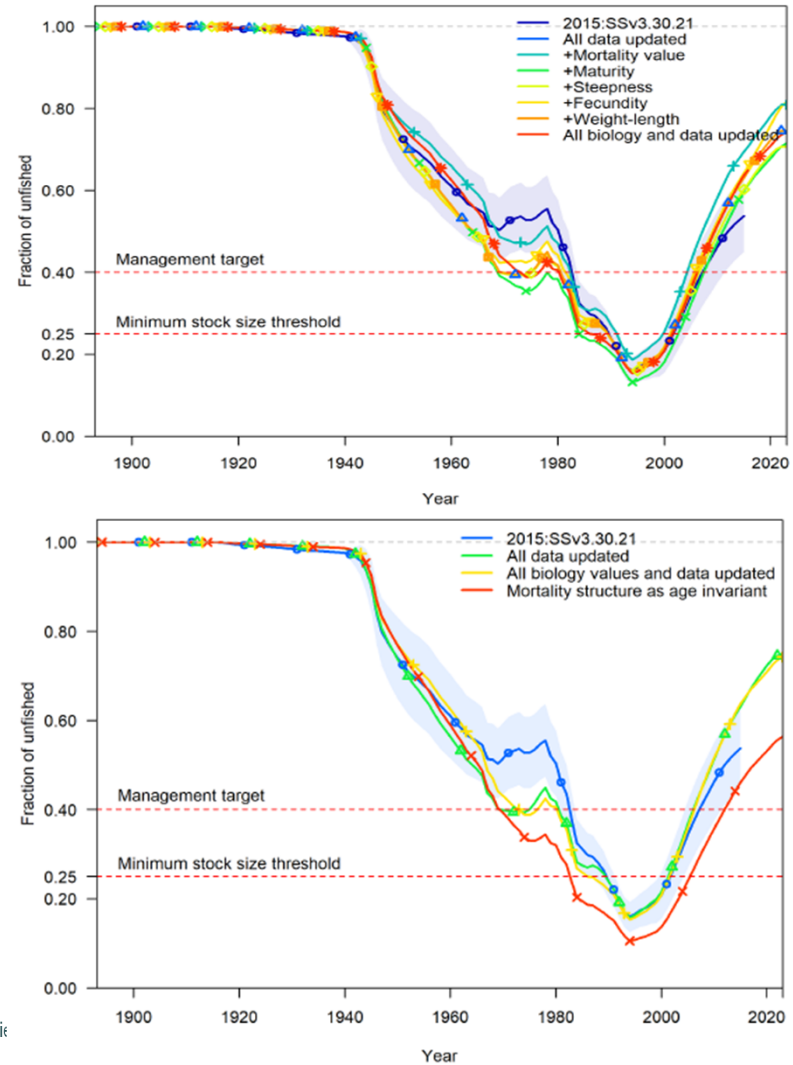 1.00
0.80
0.60
0.40
0.25
0.20
0.00
Fraction of unfished
2015:SSv3.30.21
All data updated
+Mortality value
+Maturity
+Steepness
+Fecundity
+Weight-length
All biology and data updated
Management target
Minimum stock size threshold
1900 1920 1940 1960 1980 2000 2020
Year
1.00
0.80
0.60
0.40
0.25
0.20
0.00
Fraction of unfished
2015:SSv3.30.21
All data updated
All biology values and data updated
Mortality structure as age invariant
Management target
Minimum stock size threshold
1900 1920 1940 1960 1980 2000 2020
Year